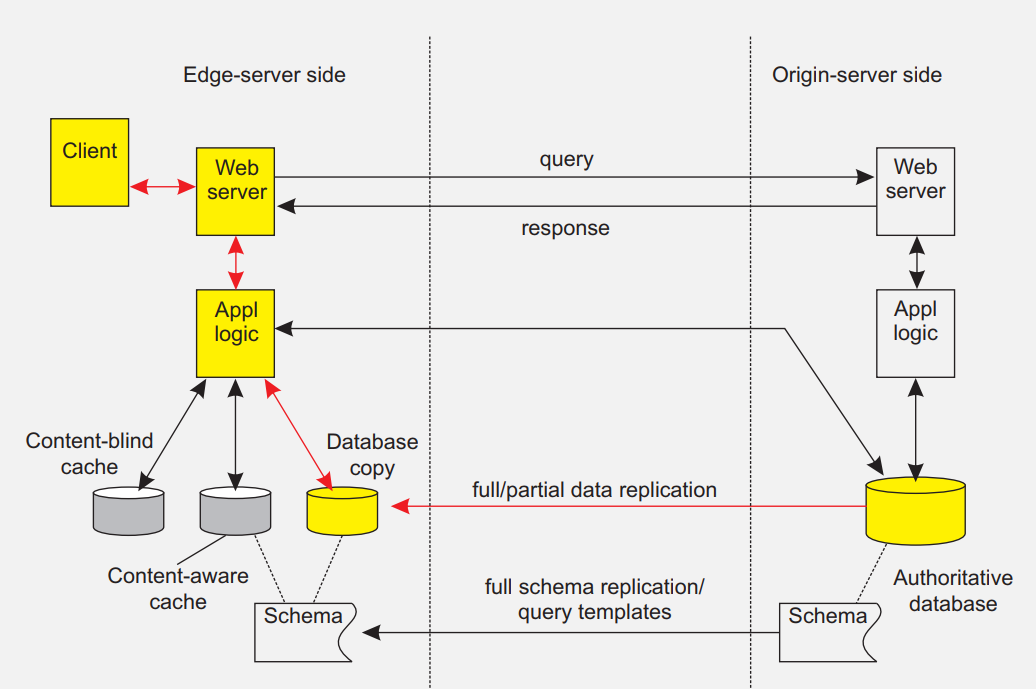 Edge-server side
Origin-server side
Client
Web
server
query
response
Web
server
Appl
logic
Appl
logic
Content-blind
cache
Database
copy
full/partial data replication
Content-aware
cache
Schema
full schema replication/
query templates
Schema
Authoritative
database